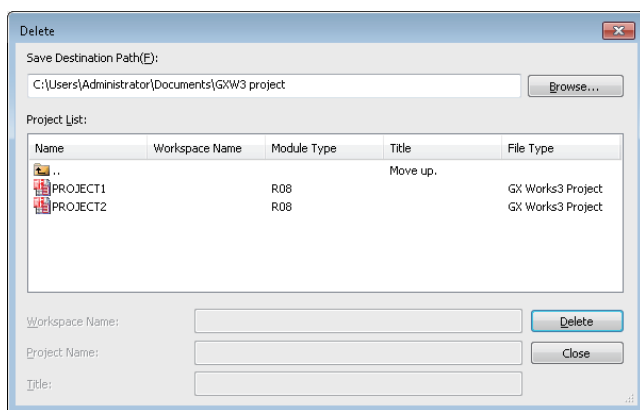 Delete
Save Destination Path(F):
C:\Users\Administrator\Documents\GXW3 project
Browse...
Project List:
Name Workspace Name Module Type Title File Type
.. Move up.
PROJECT1 R08 GX Works3 Project
PROJECT2 R08 GX Works3 Project
Workspace Name:
Delete
Project Name:
Close
Title: